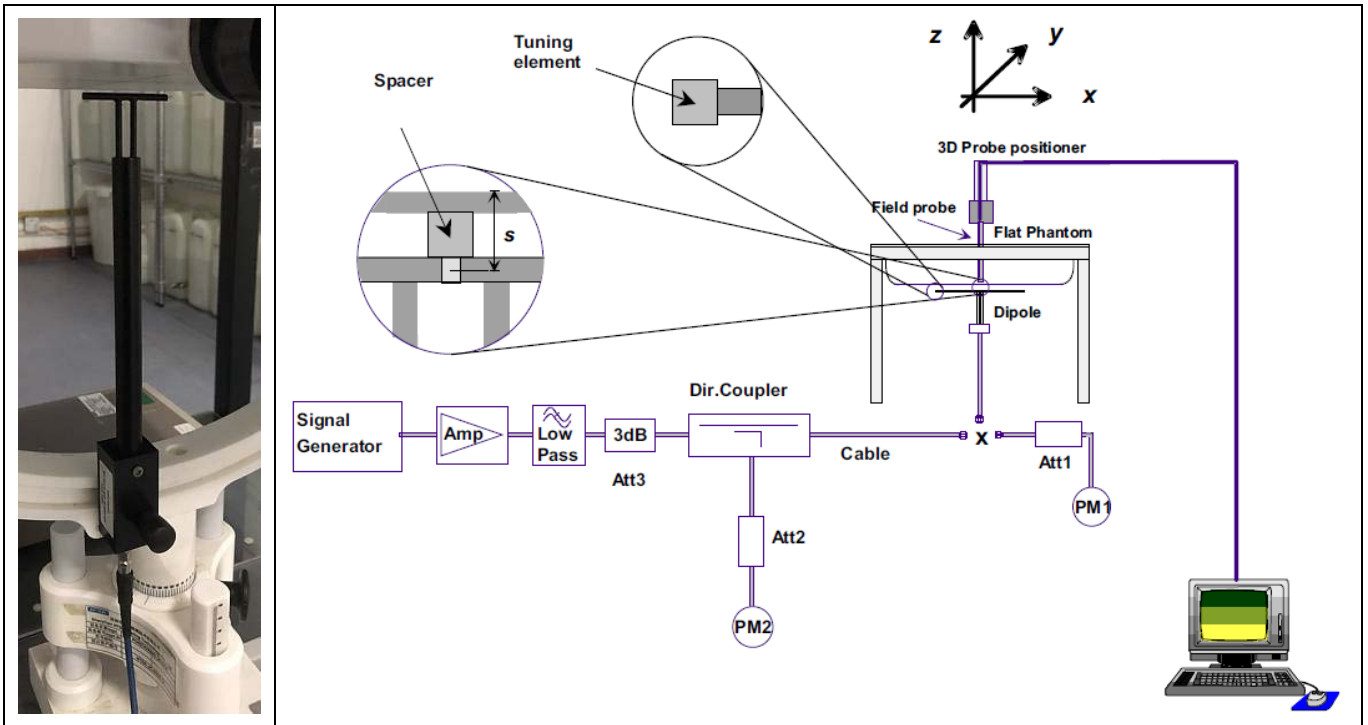 Tuning
element
Spacer
z
y
x
3D Probe positioner
Field probe
Flat Phantom
s
Dipole
Dir.Coupler
Signal
Generator
Amp
Low
Pass
3dB
Att3
Cable
x
Att1
PM1
Att2
PM2